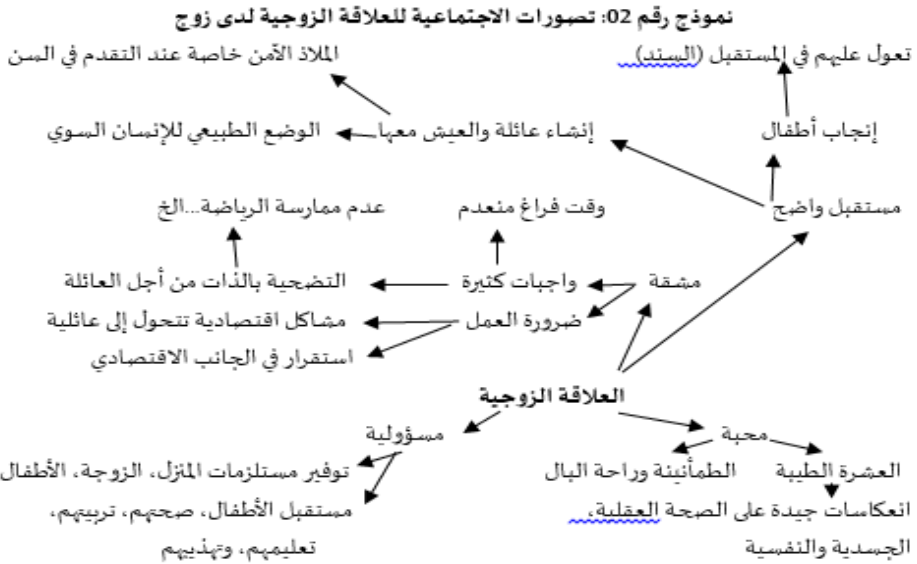 نموذج رقم 02: تصورات الاجتماعية للعلاقة الزوجية لدى زوج
تعول عليهم في المستقبل (السند) الملاذ الآمن خاصة عند التقدم في السن
إنجاب أطفال إنشاء عائلة والعيش معها الوضع الطبيعي للإنسان السوي
مستقبل واضح وقت فراغ منعدم عدم ممارسة الرياضة...الخ
مشقة واجبات كثيرة التضحية بالذات من أجل العائلة
ضرورة العمل مشاكل اقتصادية تتحول إلى عائلية
استقرار في الجانب الاقتصادي
العلاقة الزوجية
محبة مسؤولية
العشرة الطيبة الطمأنينة وراحة البال توفير مستلزمات المنزل، الزوجة، الأطفال
انعكاسات جيدة على الصحة العقلية، مستقبل الأطفال، صحتهم، تربيتهم،
الجسدية والنفسية تعليمهم، وتهذيبهم